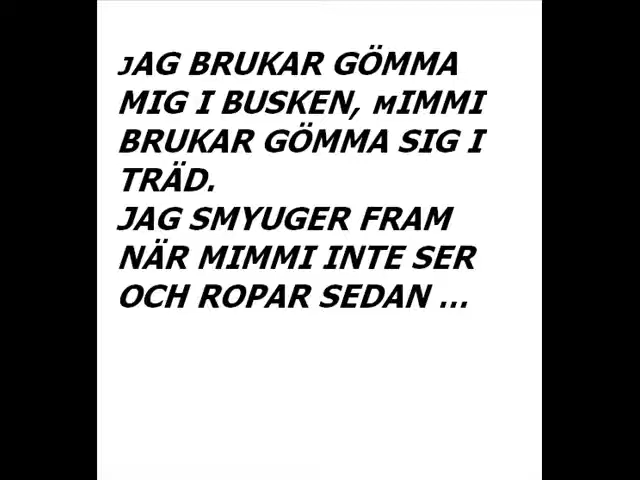 JAG BRUKAR GÖMMA
MIG I BUSKEN, MIMMI
BRUKAR GÖMMA SIG I
TRÄD.
JAG SMYUGER FRAM
NÄR MIMMI INTE SER
OCH ROPAR SEDAN ...